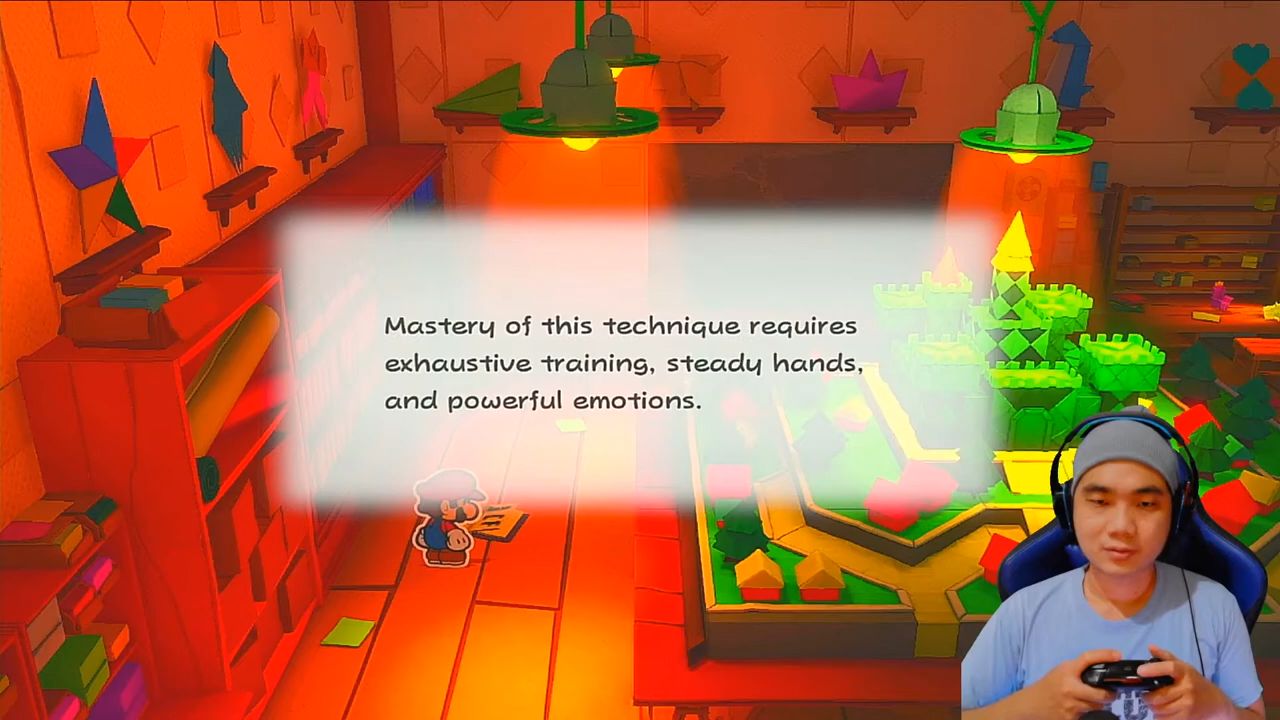 Mastery of this technique requires
exhaustive training, steady hands,
and powerful emotions.